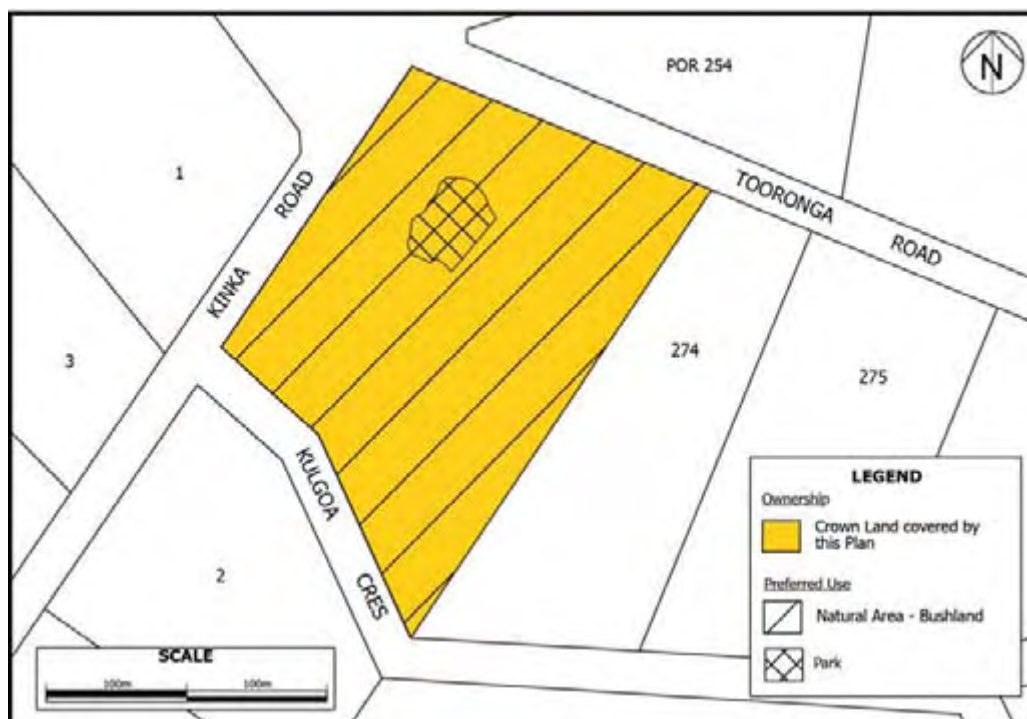 POR 254
N
1
KINKA ROAD
TOORONGA ROAD
3
274
275
KULGOA CRES
2
LEGEND
Ownership
Crown Land covered by
this Plan
Preferred Use
Natural Area - Bushland
Park
SCALE
100m 100m